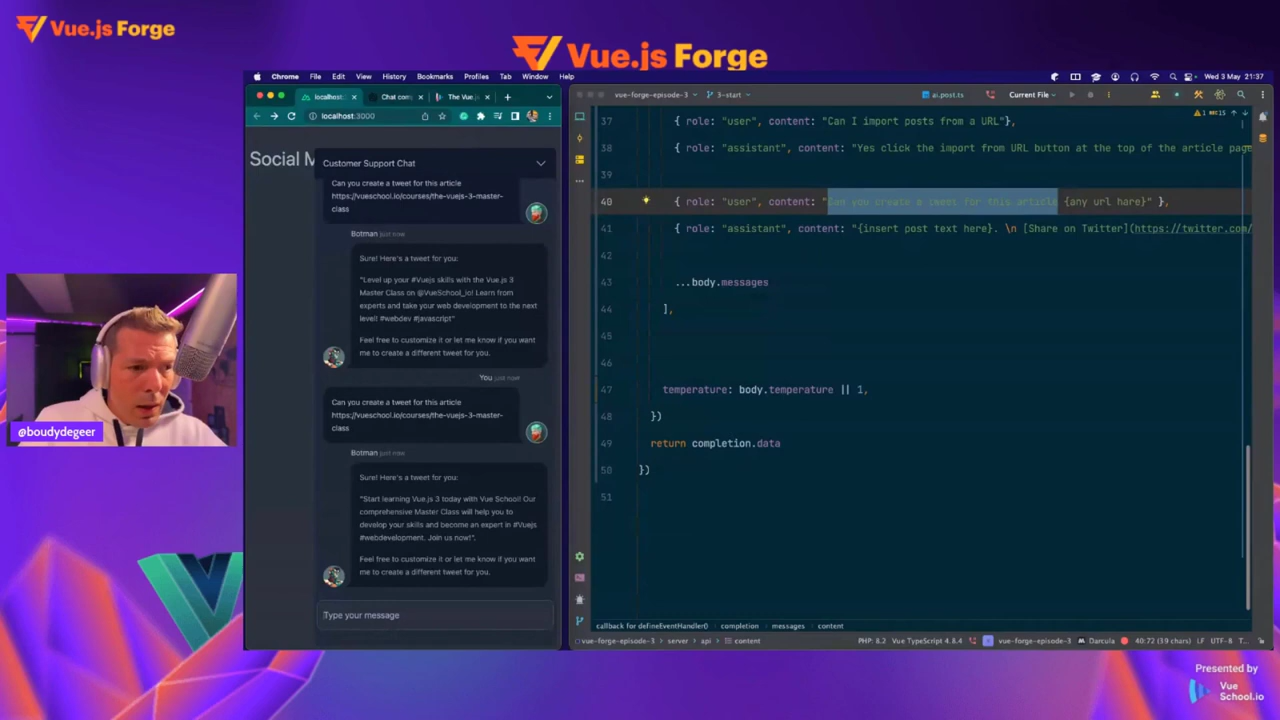 Vue.js Forge
Vue.js Forge
Chrome File Edit View History Bookmarks Profiles Tab Window Help
Wed 3 May 21:37
localhost: Chat com The Vue.js
localhost:3000
Social M
Customer Support Chat
Can you create a tweet for this article
https://vueschool.io/courses/the-vuejs-3-master-
class
Botman just now
Sure! Here's a tweet for you:
"Level up your #Vuejs skills with the Vue.js 3
Master Class on @VueSchool_io! Learn from
experts and take your web development to the next
level! #webdev #javascript"
Feel free to customize it or let me know if you want
me to create a different tweet for you.
You just now
Can you create a tweet for this article
https://vueschool.io/courses/the-vuejs-3-master-
class
Botman just now
Sure! Here's a tweet for you:
"Start learning Vue.js 3 today with Vue School! Our
comprehensive Master Class will help you to
develop your skills and become an expert in #Vuejs
#webdevelopment. Join us now!".
Feel free to customize it or let me know if you want
me to create a different tweet for you.
Type your message
vue-forge-episode-3 3-start ai.post.ts Current File
37 { role: "user", content: "Can I import posts from a URL"},
38 { role: "assistant", content: "Yes click the import from URL button at the top of the article page
39
40 { role: "user", content: "Can you create a tweet for this article {any url hare}" },
41 { role: "assistant", content: "{insert post text here}. \n [Share on Twitter](https://twitter.com/
42
43 ...body.messages
44 ],
45
46
47 temperature: body.temperature || 1,
48 })
49 return completion.data
50 })
51
callback for defineEventHandler() completion messages content
vue-forge-episode-3 server api content PHP: 8.2 Vue TypeScript 4.8.4 vue-forge-episode-3 Darcula 40:72 (39 chars) LF UTF-8 T...
@boudydegeer
Presented by
Vue
School.io